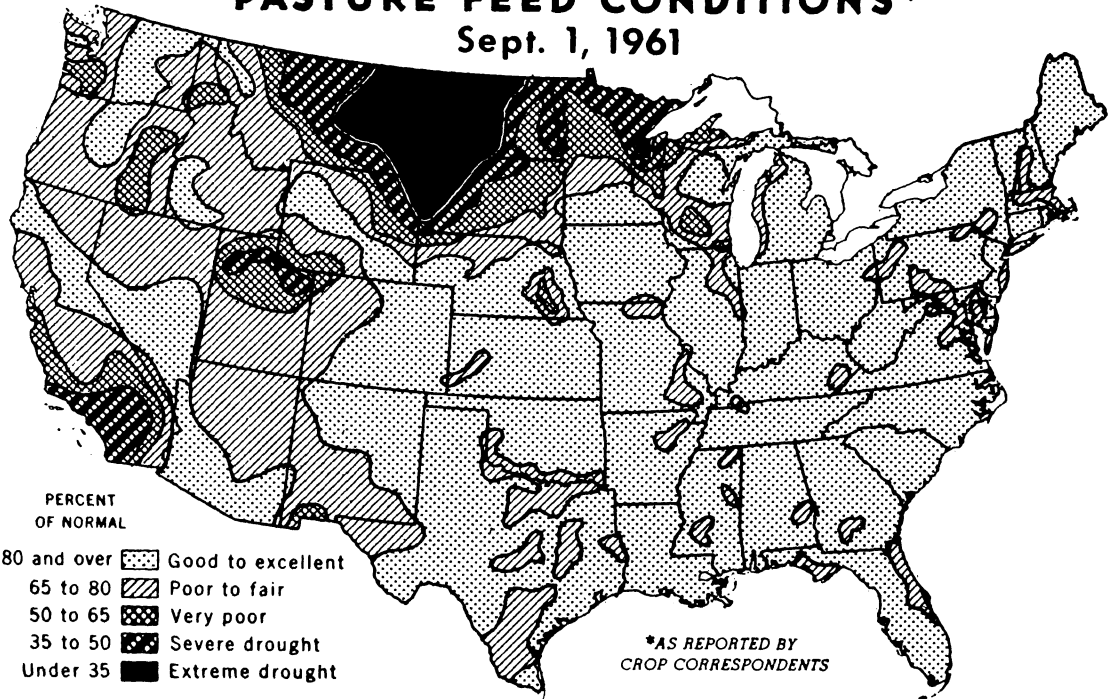 PASTURE FEED CONDITIONS*
Sept. 1, 1961
PERCENT
OF NORMAL
80 and over Good to excellent
65 to 80 Poor to fair
50 to 65 Very poor
35 to 50 Severe drought
Under 35 Extreme drought
*AS REPORTED BY
CROP CORRESPONDENTS